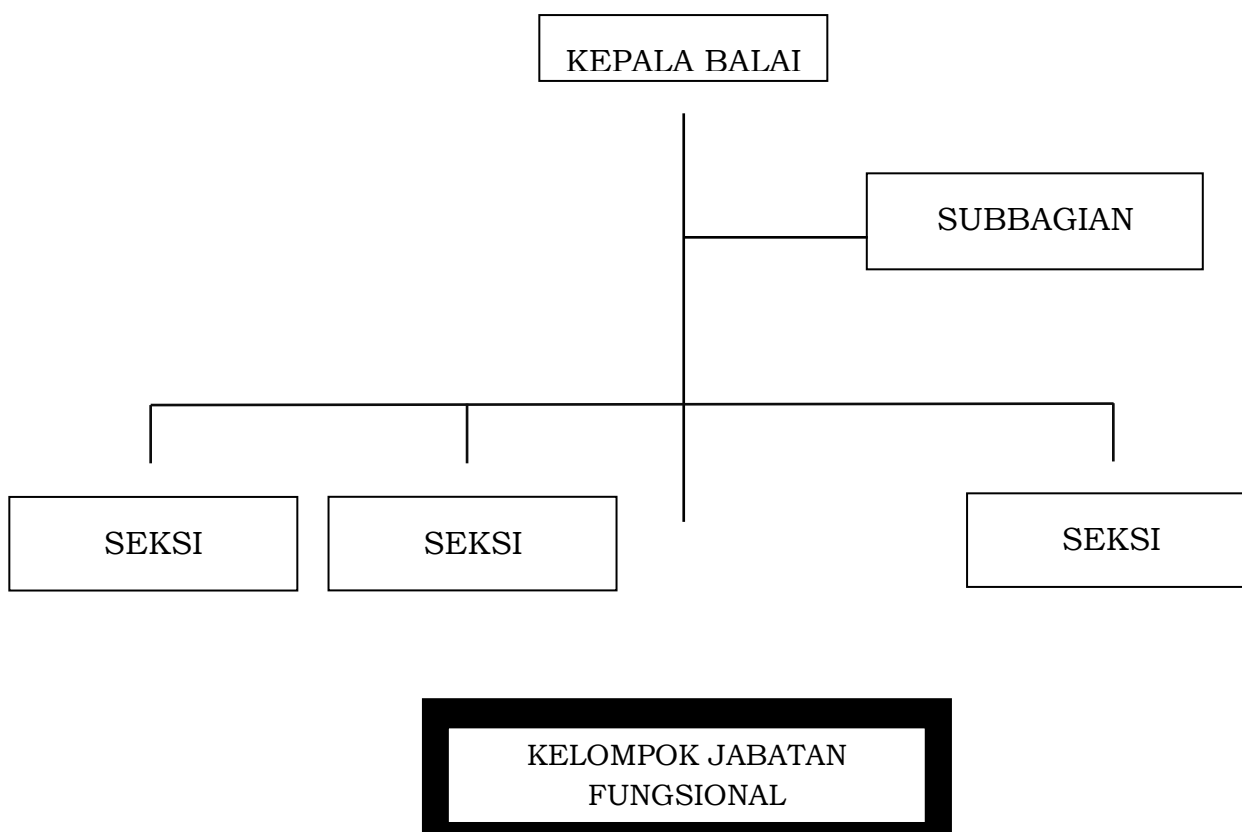 KEPALA BALAI
SUBBAGIAN
SEKSI
SEKSI
SEKSI
KELOMPOK JABATAN
FUNGSIONAL